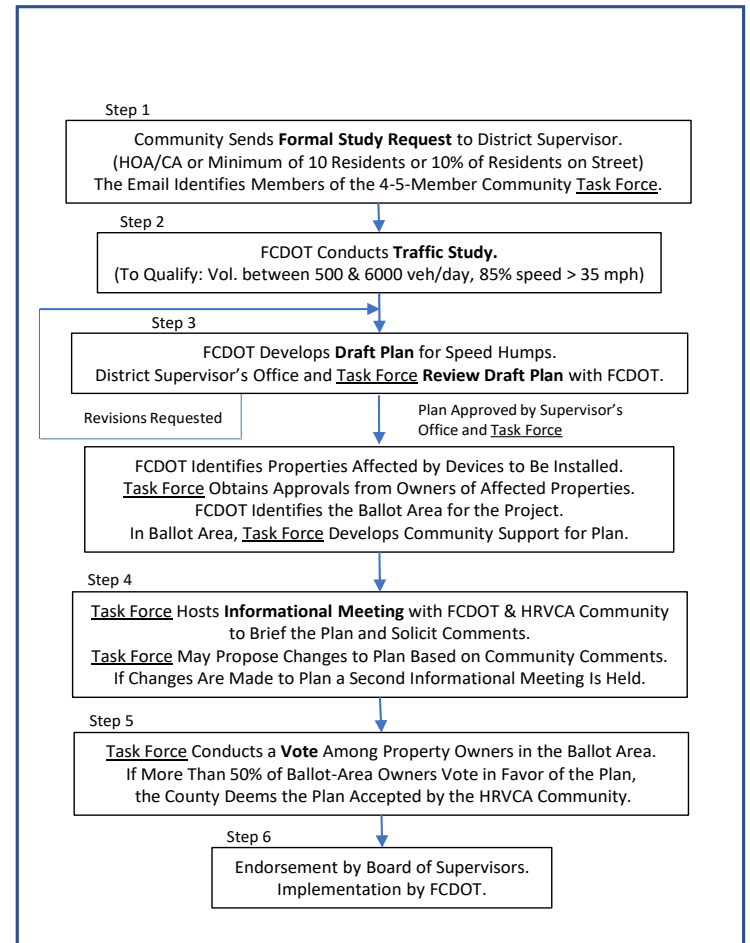 Step 1
Community Sends Formal Study Request to District Supervisor.
(HOA/CA or Minimum of 10 Residents or 10% of Residents on Street)
The Email Identifies Members of the 4-5-Member Community Task Force.
Step 2
FCDOT Conducts Traffic Study.
(To Qualify: Vol. between 500 & 6000 veh/day, 85% speed > 35 mph)
Step 3
FCDOT Develops Draft Plan for Speed Humps.
District Supervisor's Office and Task Force Review Draft Plan with FCDOT.
Revisions Requested
Plan Approved by Supervisor's
Office and Task Force
FCDOT Identifies Properties Affected by Devices to Be Installed.
Task Force Obtains Approvals from Owners of Affected Properties.
FCDOT Identifies the Ballot Area for the Project.
In Ballot Area, Task Force Develops Community Support for Plan.
Step 4
Task Force Hosts Informational Meeting with FCDOT & HRVCA Community
to Brief the Plan and Solicit Comments.
Task Force May Propose Changes to Plan Based on Community Comments.
If Changes Are Made to Plan a Second Informational Meeting Is Held.
Step 5
Task Force Conducts a Vote Among Property Owners in the Ballot Area.
If More Than 50% of Ballot-Area Owners Vote in Favor of the Plan,
the County Deems the Plan Accepted by the HRVCA Community.
Step 6
Endorsement by Board of Supervisors.
Implementation by FCDOT.